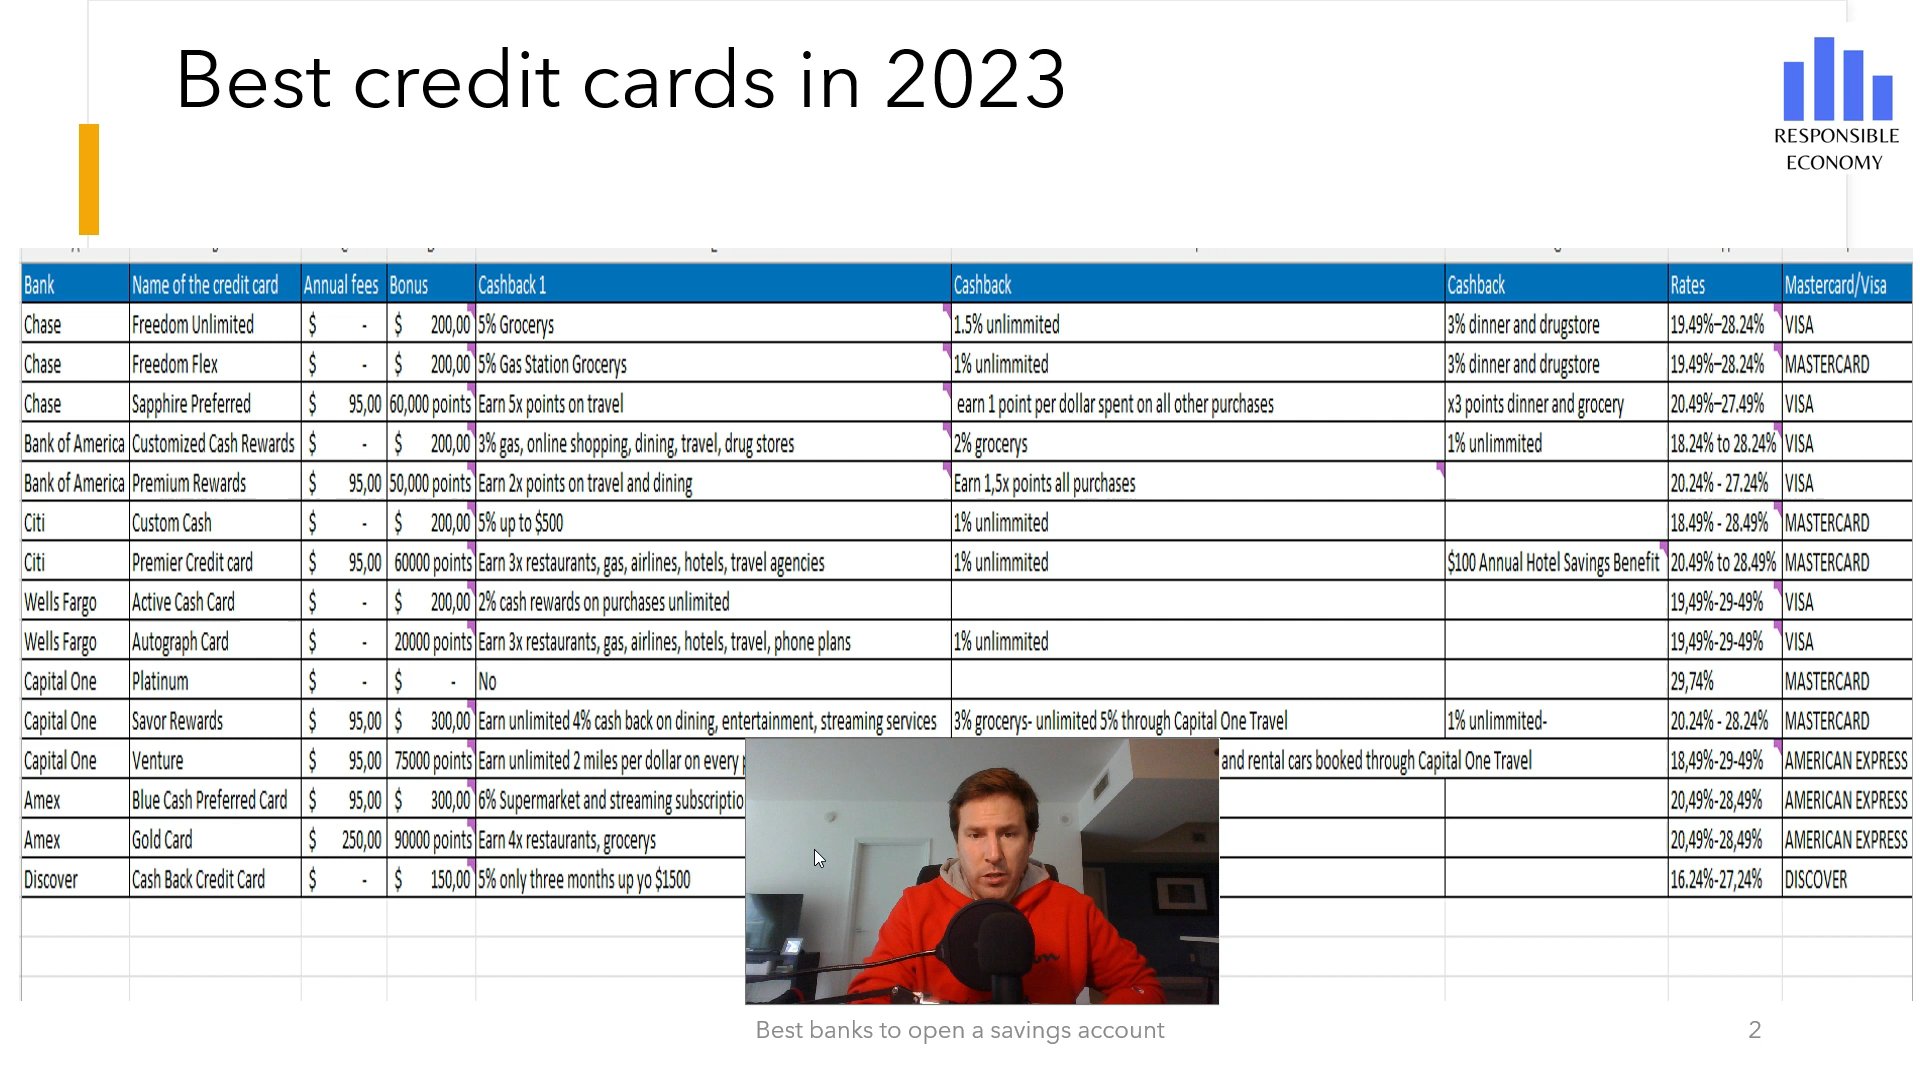 Best credit cards in 2023
RESPONSIBLE
ECONOMY
Bank Name of the credit card Annual fees Bonus Cashback 1 Cashback Cashback Rates Mastercard/Visa
Chase Freedom Unlimited $ - $ 200,00 5% Grocerys 1.5% unlimmited 3% dinner and drugstore 19.49%–28.24% VISA
Chase Freedom Flex $ - $ 200,00 5% Gas Station Grocerys 1% unlimmited 3% dinner and drugstore 19.49%–28.24% MASTERCARD
Chase Sapphire Preferred $ 95,00 60,000 points Earn 5x points on travel earn 1 point per dollar spent on all other purchases x3 points dinner and grocery 20.49%–27.49% VISA
Bank of America Customized Cash Rewards $ - $ 200,00 3% gas, online shopping, dining, travel, drug stores 2% grocerys 1% unlimmited 18.24% to 28.24% VISA
Bank of America Premium Rewards $ 95,00 50,000 points Earn 2x points on travel and dining Earn 1,5x points all purchases 20.24% - 27.24% VISA
Citi Custom Cash $ - $ 200,00 5% up to $500 1% unlimmited 18.49% - 28.49% MASTERCARD
Citi Premier Credit card $ 95,00 60000 points Earn 3x restaurants, gas, airlines, hotels, travel agencies 1% unlimmited $100 Annual Hotel Savings Benefit 20.49% to 28.49% MASTERCARD
Wells Fargo Active Cash Card $ - $ 200,00 2% cash rewards on purchases unlimited 19,49%-29-49% VISA
Wells Fargo Autograph Card $ - 20000 points Earn 3x restaurants, gas, airlines, hotels, travel, phone plans 1% unlimmited 19,49%-29-49% VISA
Capital One Platinum $ - $ - No 29,74% MASTERCARD
Capital One Savor Rewards $ 95,00 $ 300,00 Earn unlimited 4% cash back on dining, entertainment, streaming services 3% grocerys- unlimited 5% through Capital One Travel 1% unlimmited- 20.24% - 28.24% MASTERCARD
Capital One Venture $ 95,00 75000 points Earn unlimited 2 miles per dollar on every and rental cars booked through Capital One Travel 18,49%-29-49% AMERICAN EXPRESS
Amex Blue Cash Preferred Card $ 95,00 $ 300,00 6% Supermarket and streaming subscriptio 20,49%-28,49% AMERICAN EXPRESS
Amex Gold Card $ 250,00 90000 points Earn 4x restaurants, grocerys 20,49%-28,49% AMERICAN EXPRESS
Discover Cash Back Credit Card $ - $ 150,00 5% only three months up yo $1500 16.24%-27,24% DISCOVER
Best banks to open a savings account
2